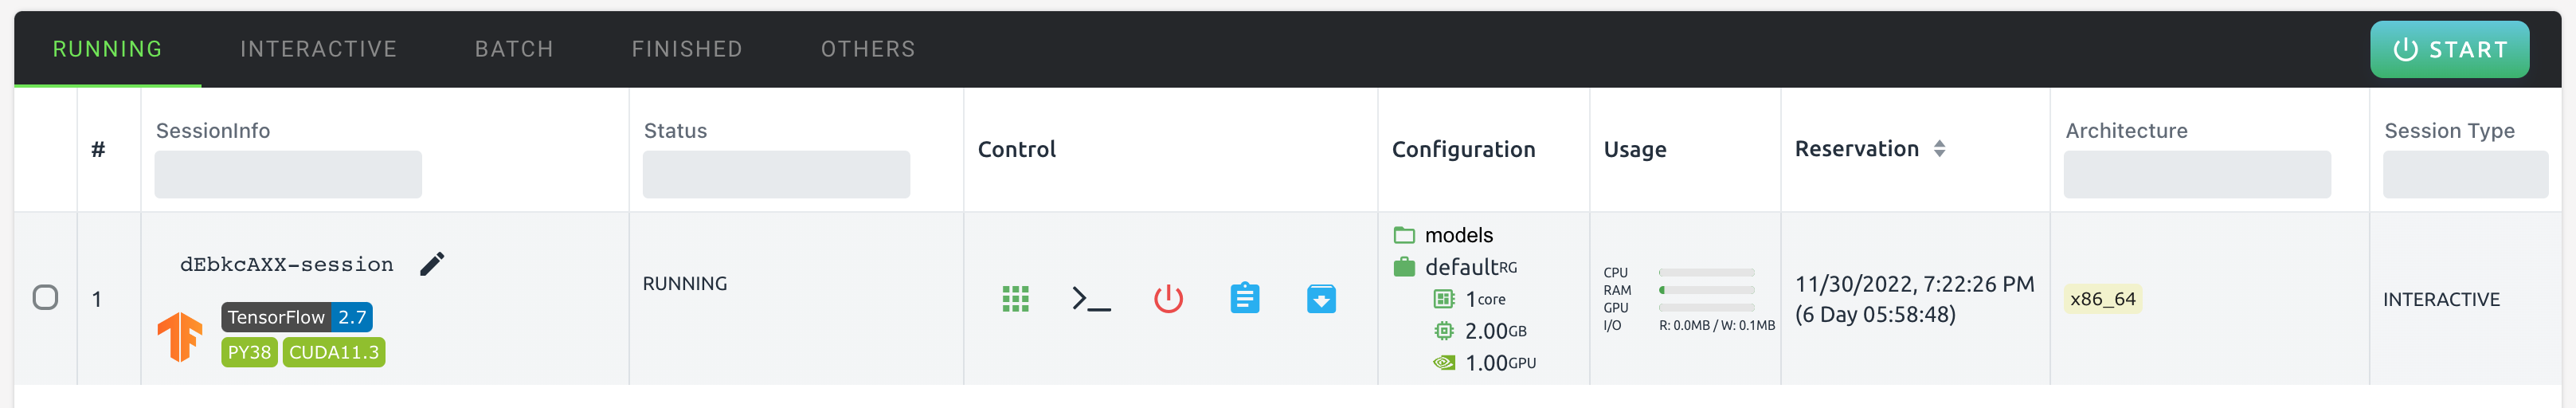 RUNNING INTERACTIVE BATCH FINISHED OTHERS START
# SessionInfo Status Control Configuration Usage Reservation Architecture Session Type
1
dEbkcAXX-session
TensorFlow 2.7
PY38 CUDA11.3
RUNNING
models
defaultRG
1core
2.00GB
1.00GPU
CPU
RAM
GPU
I/O R: 0.0MB / W: 0.1MB
11/30/2022, 7:22:26 PM
(6 Day 05:58:48)
x86_64
INTERACTIVE